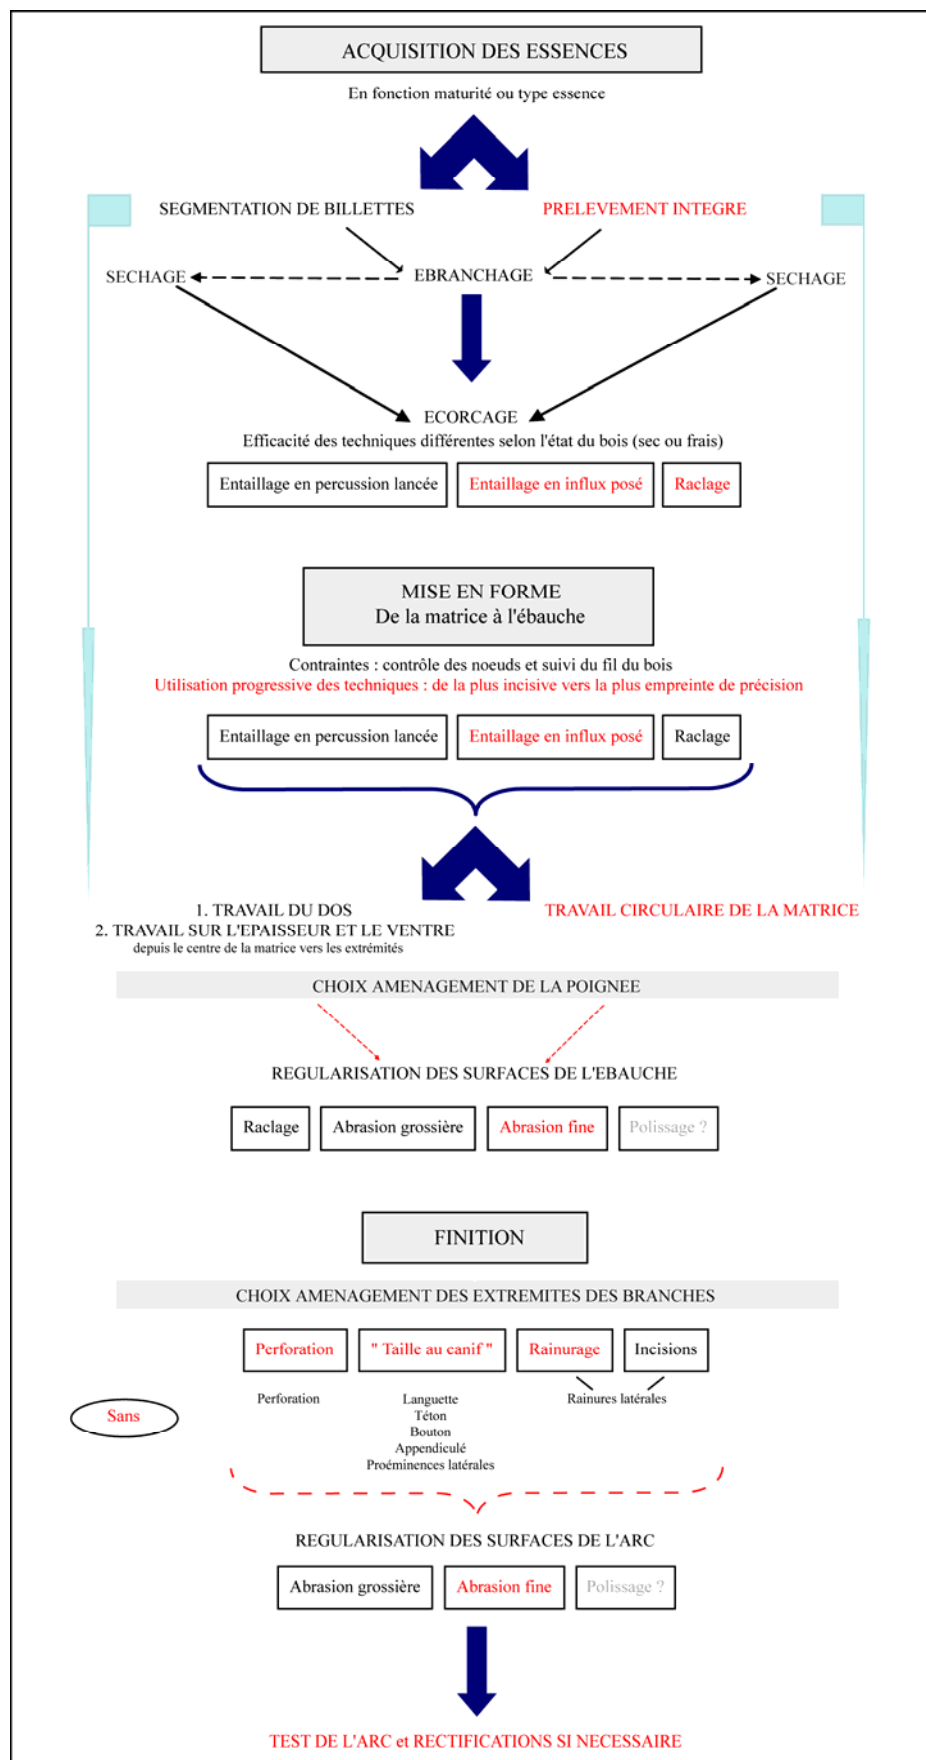 ACQUISITION DES ESSENCES
En fonction maturité ou type essence
SEGMENTATION DE BILLETTES
PRELEVEMENT INTEGRE
SECHAGE
EBRANCHAGE
SECHAGE
ECORCAGE
Efficacité des techniques différentes selon l'état du bois (sec ou frais)
Entaillage en percussion lancée
Entaillage en influx posé
Raclage
MISE EN FORME
De la matrice à l'ébauche
Contraintes : contrôle des noeuds et suivi du fil du bois
Utilisation progressive des techniques : de la plus incisive vers la plus empreinte de précision
Entaillage en percussion lancée
Entaillage en influx posé
Raclage
1. TRAVAIL DU DOS
2. TRAVAIL SUR L'EPAISSEUR ET LE VENTRE
depuis le centre de la matrice vers les extrémités
TRAVAIL CIRCULAIRE DE LA MATRICE
CHOIX AMENAGEMENT DE LA POIGNEE
REGULARISATION DES SURFACES DE L'EBAUCHE
Raclage
Abrasion grossière
Abrasion fine
Polissage ?
FINITION
CHOIX AMENAGEMENT DES EXTREMITES DES BRANCHES
Perforation
" Taille au canif "
Rainurage
Incisions
Perforation
Languette
Téton
Bouton
Appendiculé
Proéminences latérales
Rainures latérales
Sans
REGULARISATION DES SURFACES DE L'ARC
Abrasion grossière
Abrasion fine
Polissage ?
TEST DE L'ARC et RECTIFICATIONS SI NECESSAIRE